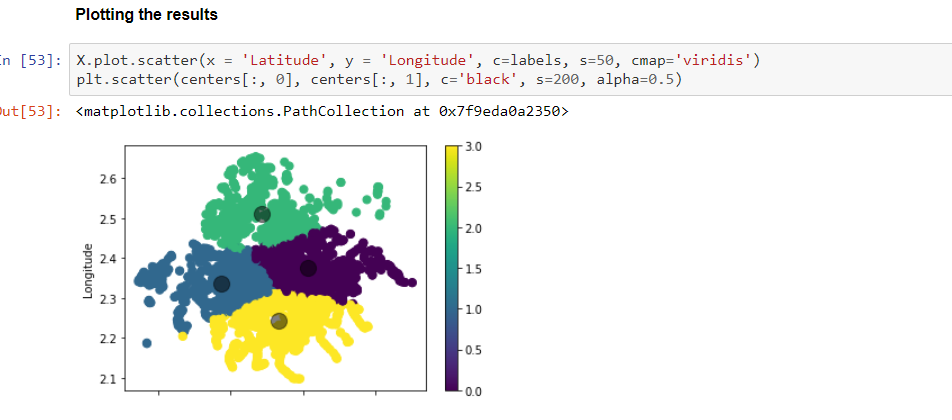 Plotting the results
In [53]: X.plot.scatter(x = 'Latitude', y = 'Longitude', c=labels, s=50, cmap='viridis')
plt.scatter(centers[:, 0], centers[:, 1], c='black', s=200, alpha=0.5)
Out[53]: <matplotlib.collections.PathCollection at 0x7f9eda0a2350>
2.6
2.5
2.4
2.3
2.2
2.1
Longitude
3.0
2.5
2.0
1.5
1.0
0.5
0.0